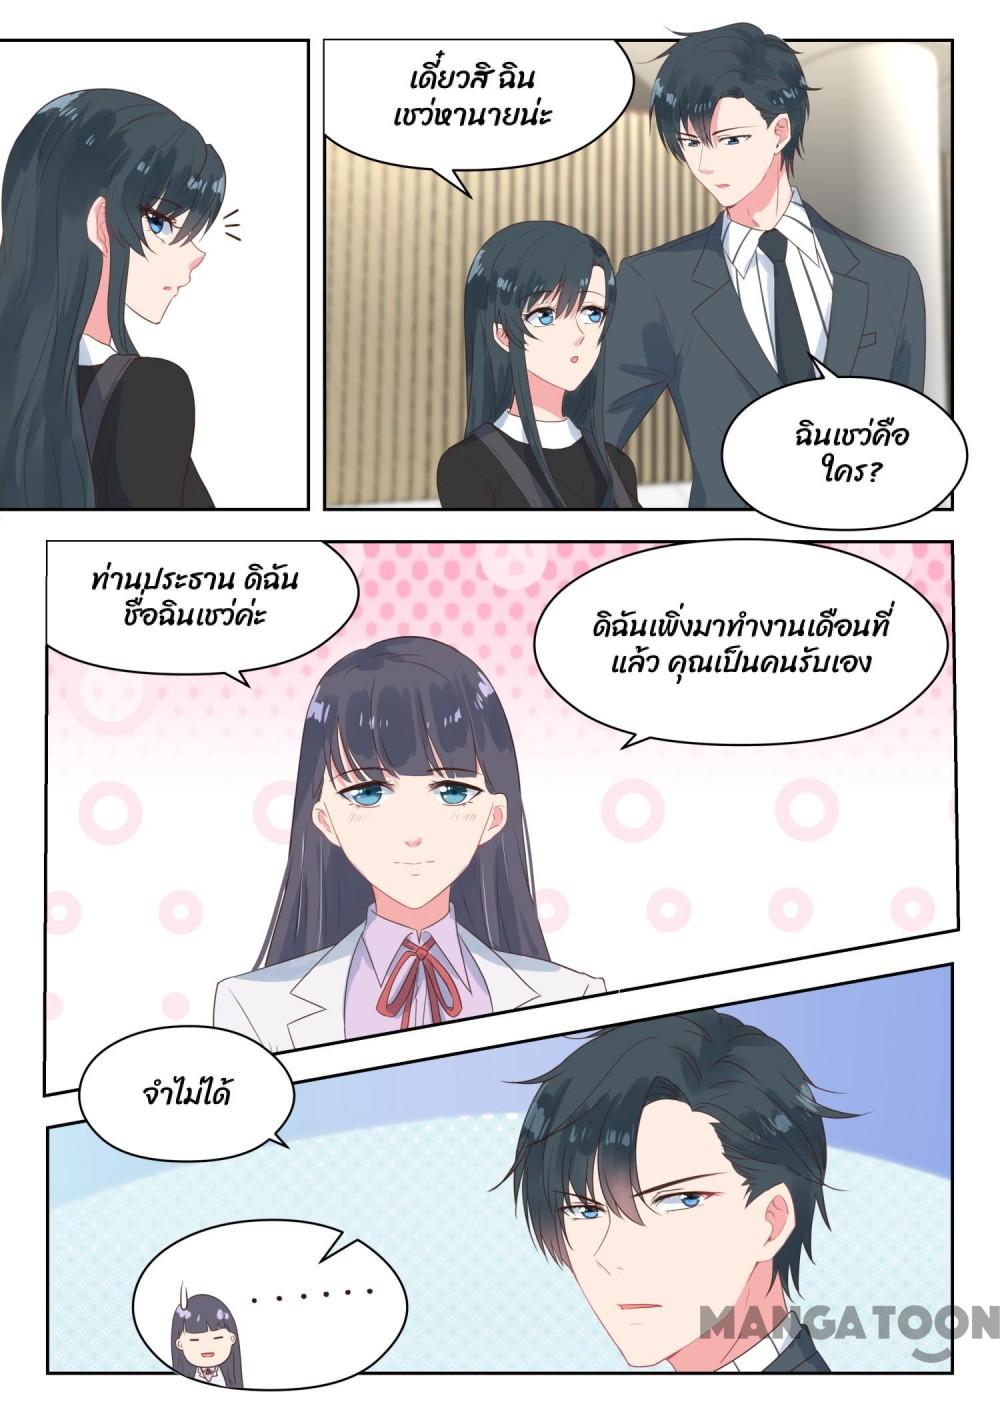 เดี๋ยวสิ ฉิน
เชว่หานายน่ะ
ฉินเชว่คือ
ใคร?
ท่านประธาน ดิฉัน
ชื่อฉินเชว่ค่ะ
ดิฉันเพิ่งมาทำงานเดือนที่
แล้ว คุณเป็นคนรับเอง
จำไม่ได้
. . . . . .
MANGATOON